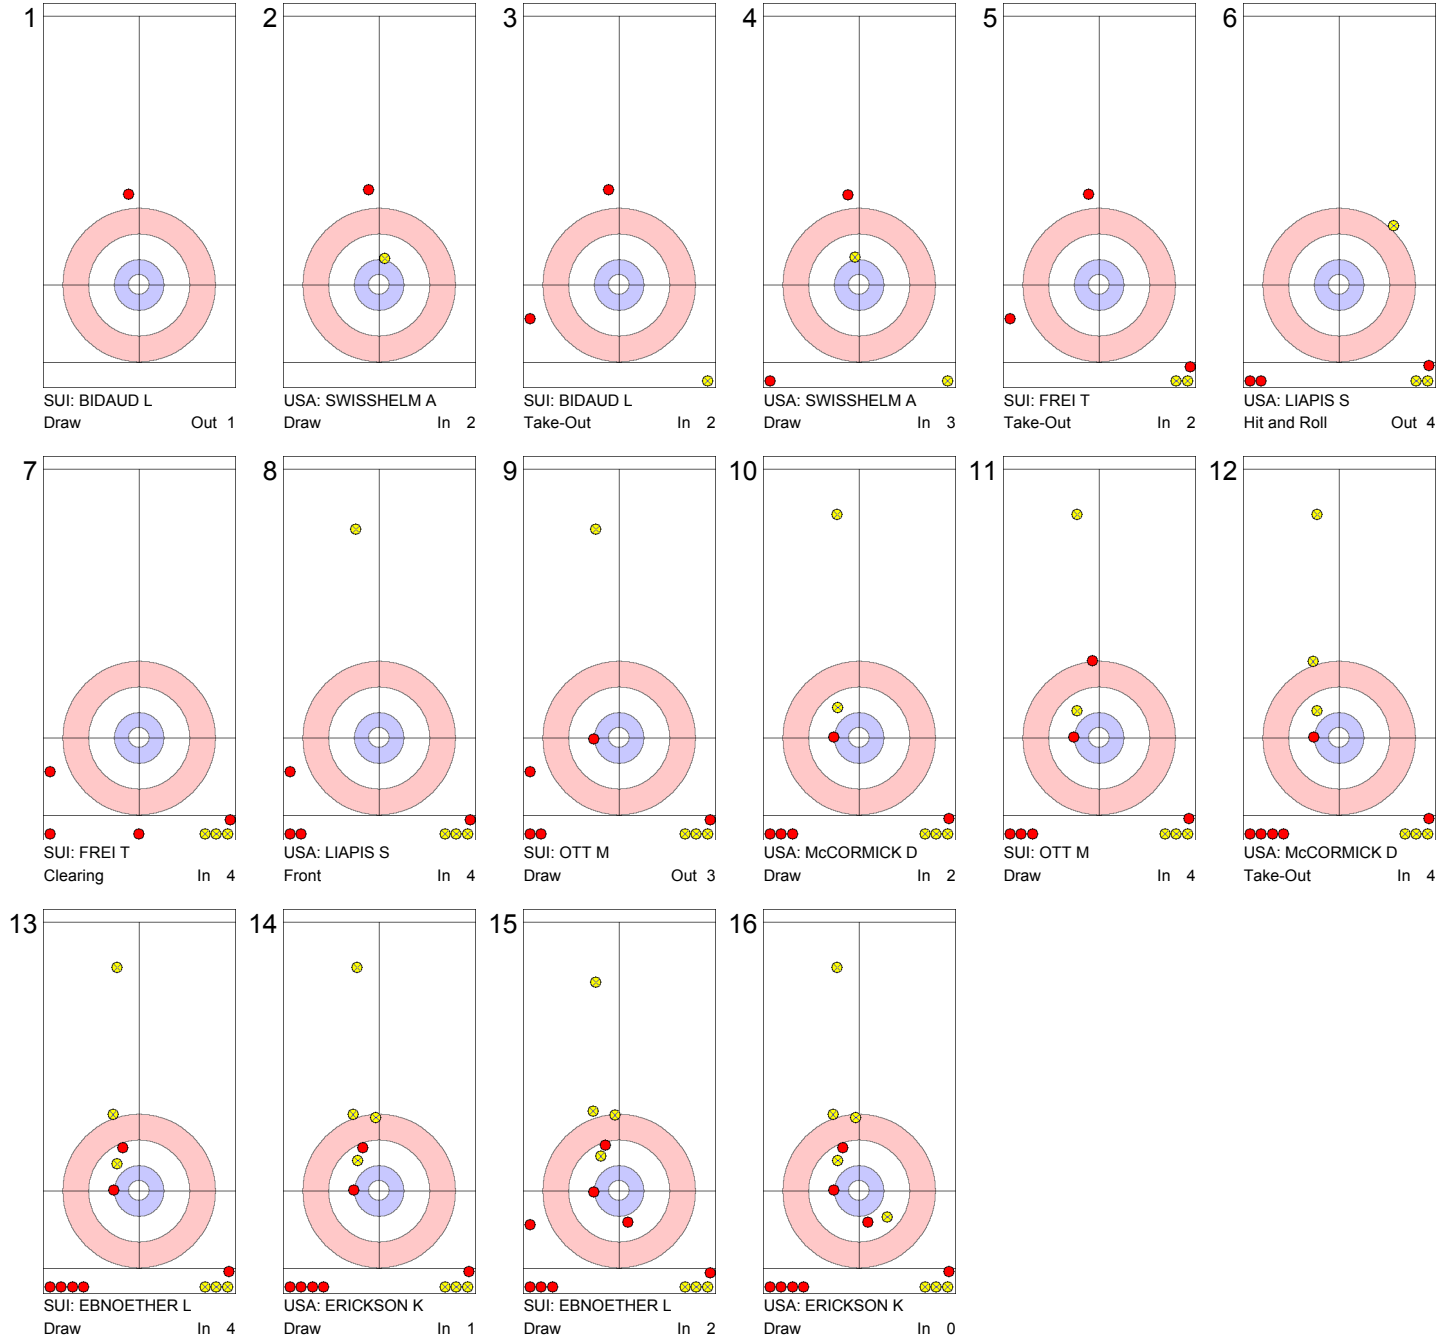 1 2 3 4 5 6
SUI: BIDAUD L USA: SWISSHELM A SUI: BIDAUD L USA: SWISSHELM A SUI: FREI T USA: LIAPIS S
Draw Out 1 Draw In 2 Take-Out In 2 Draw In 3 Take-Out In 2 Hit and Roll Out 4
7 8 9 10 11 12
SUI: FREI T USA: LIAPIS S SUI: OTT M USA: McCORMICK D SUI: OTT M USA: McCORMICK D
Clearing In 4 Front In 4 Draw Out 3 Draw In 2 Draw In 4 Take-Out In 4
13 14 15 16
SUI: EBNOETHER L USA: ERICKSON K SUI: EBNOETHER L USA: ERICKSON K
Draw In 4 Draw In 1 Draw In 2 Draw In 0